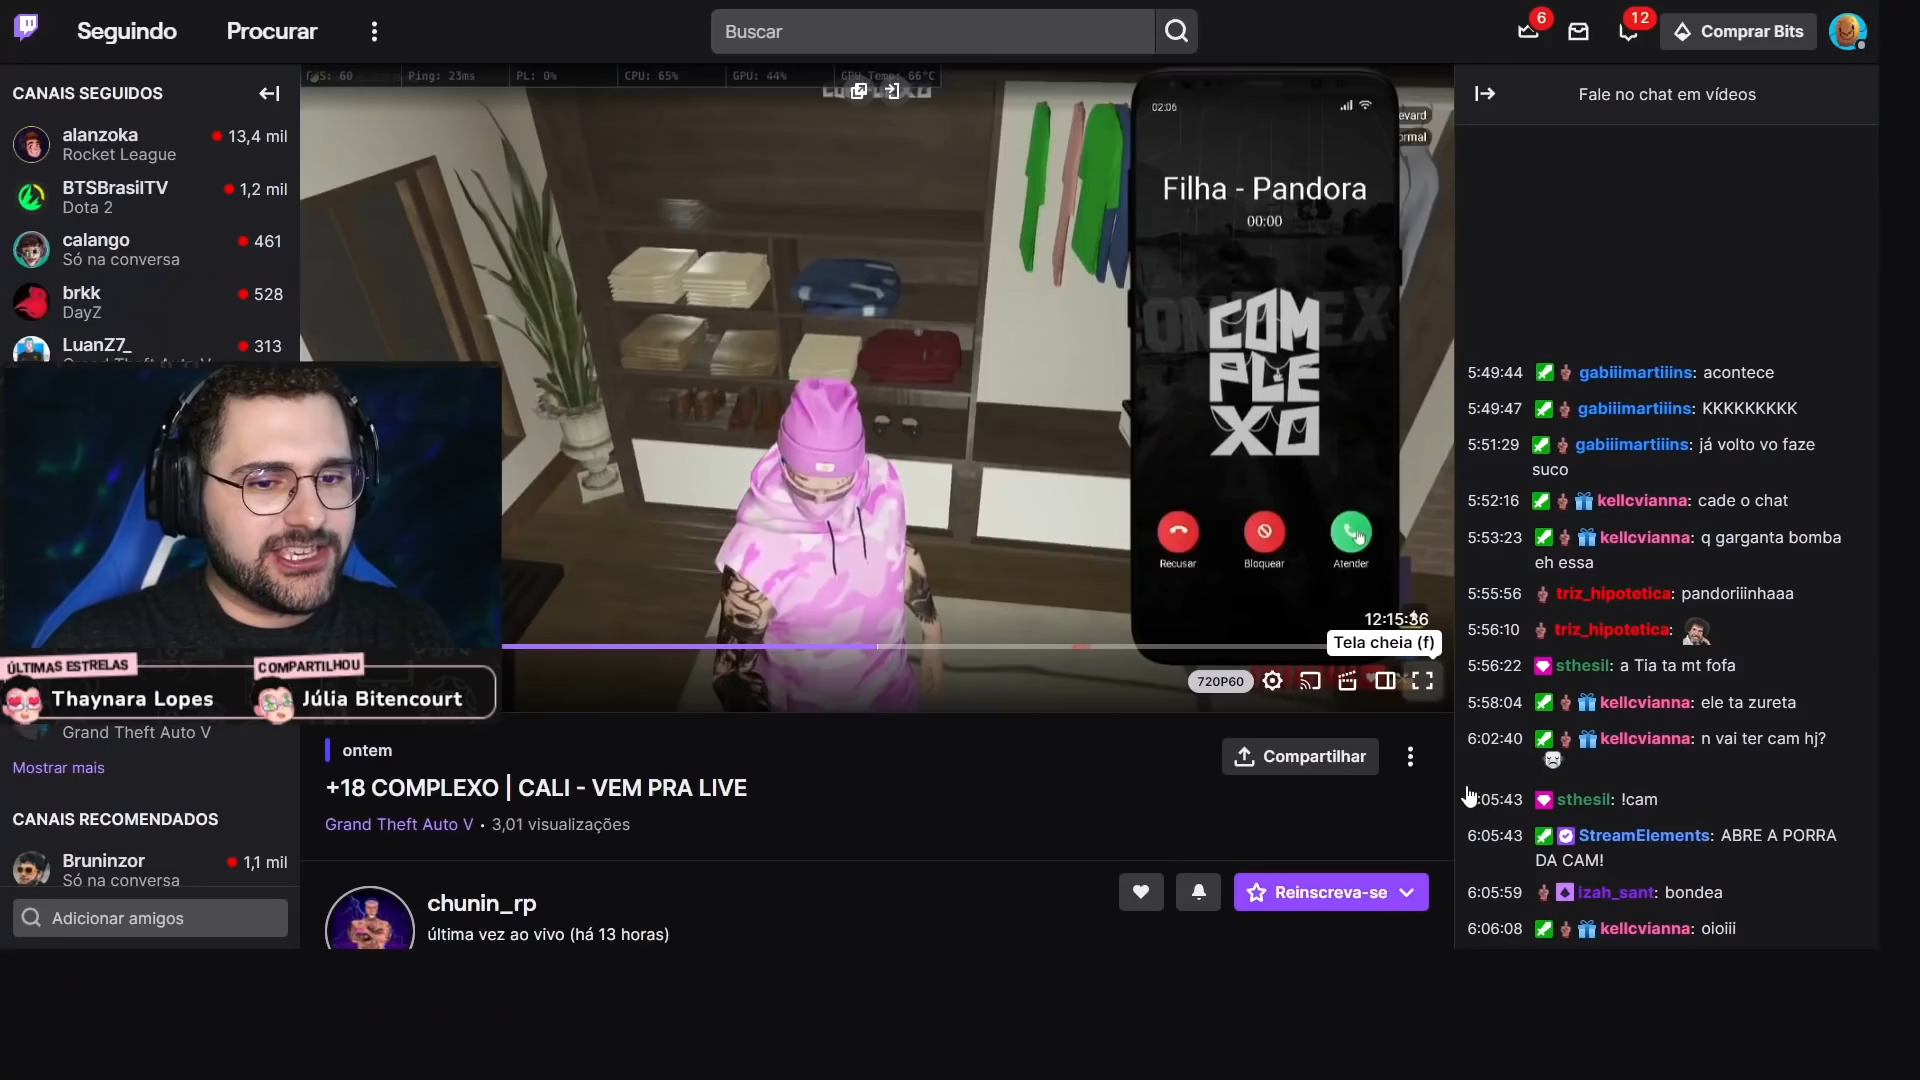 Seguindo
Procurar
Buscar
6
12
Comprar Bits
CANAIS SEGUIDOS
alanzoka
13,4 mil
Rocket League
BTSBrasilTV
1,2 mil
Dota 2
calango
461
Só na conversa
brkk
528
DayZ
LuanZ7_
313
ÚLTIMAS ESTRELAS
Thaynara Lopes
COMPARTILHOU
Júlia Bitencourt
Grand Theft Auto V
Mostrar mais
CANAIS RECOMENDADOS
Bruninzor
1,1 mil
Só na conversa
Adicionar amigos
FPS: 60
Ping: 23ms
PL: 0%
CPU: 65%
GPU: 44%
GPU Temp: 66°C
02:06
Filha - Pandora
00:00
COM
PLE
XO
Recusar
Bloquear
Atender
12:15:36
Tela cheia (f)
720P60
ontem
+18 COMPLEXO | CALI - VEM PRA LIVE
Grand Theft Auto V • 3,01 visualizações
Compartilhar
chunin_rp
última vez ao vivo (há 13 horas)
Reinscreva-se
Fale no chat em vídeos
5:49:44 gabiiimartiiins: acontece
5:49:47 gabiiimartiiins: KKKKKKKKK
5:51:29 gabiiimartiiins: já volto vo faze
suco
5:52:16 kellcvianna: cade o chat
5:53:23 kellcvianna: q garganta bomba
eh essa
5:55:56 triz_hipotetica: pandoriiinhaaa
5:56:10 triz_hipotetica:
5:56:22 sthesil: a Tia ta mt fofa
5:58:04 kellcvianna: ele ta zureta
6:02:40 kellcvianna: n vai ter cam hj?
:05:43 sthesil: !cam
6:05:43 StreamElements: ABRE A PORRA
DA CAM!
6:05:59 izah_sant: bondea
6:06:08 kellcvianna: oioiii